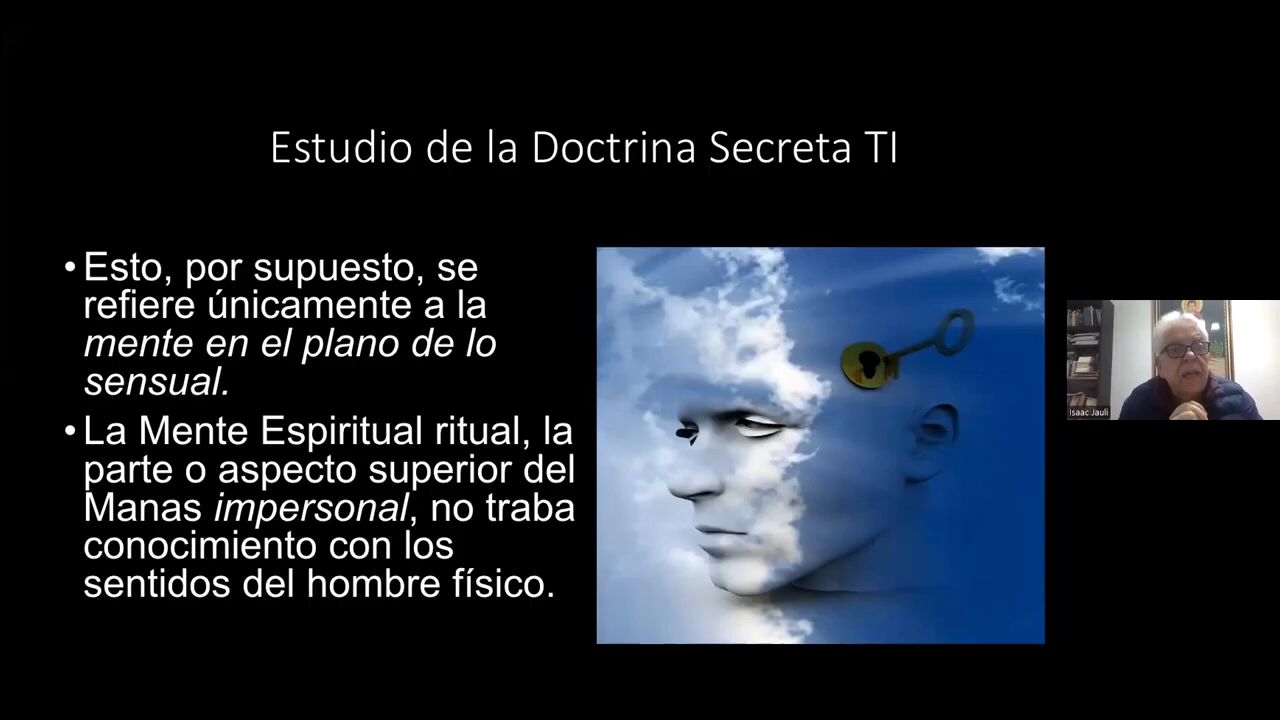 Estudio de la Doctrina Secreta TI
• Esto, por supuesto, se
refiere únicamente a la
mente en el plano de lo
sensual.
• La Mente Espiritual ritual, la
parte o aspecto superior del
Manas impersonal, no traba
conocimiento con los
sentidos del hombre físico.
Isaac Jauli